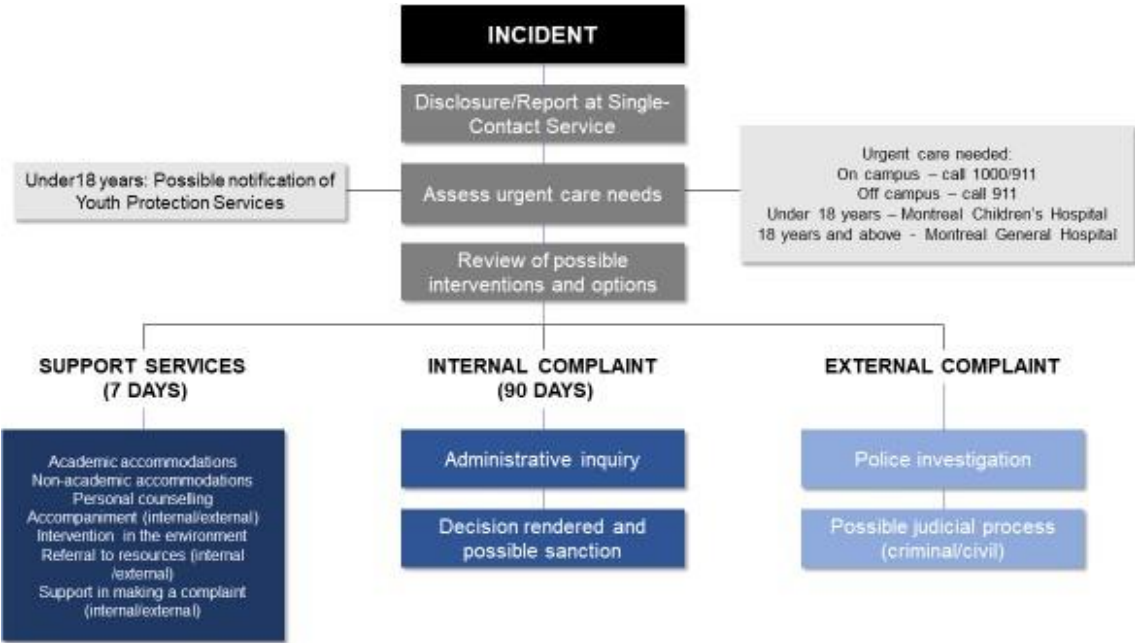 INCIDENT
Disclosure/Report at Single-
Contact Service
Under18 years: Possible notification of
Youth Protection Services
Assess urgent care needs
Urgent care needed:
On campus – call 1000/911
Off campus – call 911
Under 18 years – Montreal Children's Hospital
18 years and above - Montreal General Hospital
Review of possible
interventions and options
SUPPORT SERVICES
(7 DAYS)
Academic accommodations
Non-academic accommodations
Personal counselling
Accompaniment (internal/external)
Intervention in the environment
Referral to resources (internal
/external)
Support in making a complaint
(internal/external)
INTERNAL COMPLAINT
(90 DAYS)
Administrative inquiry
Decision rendered and
possible sanction
EXTERNAL COMPLAINT
Police investigation
Possible judicial process
(criminal/civil)